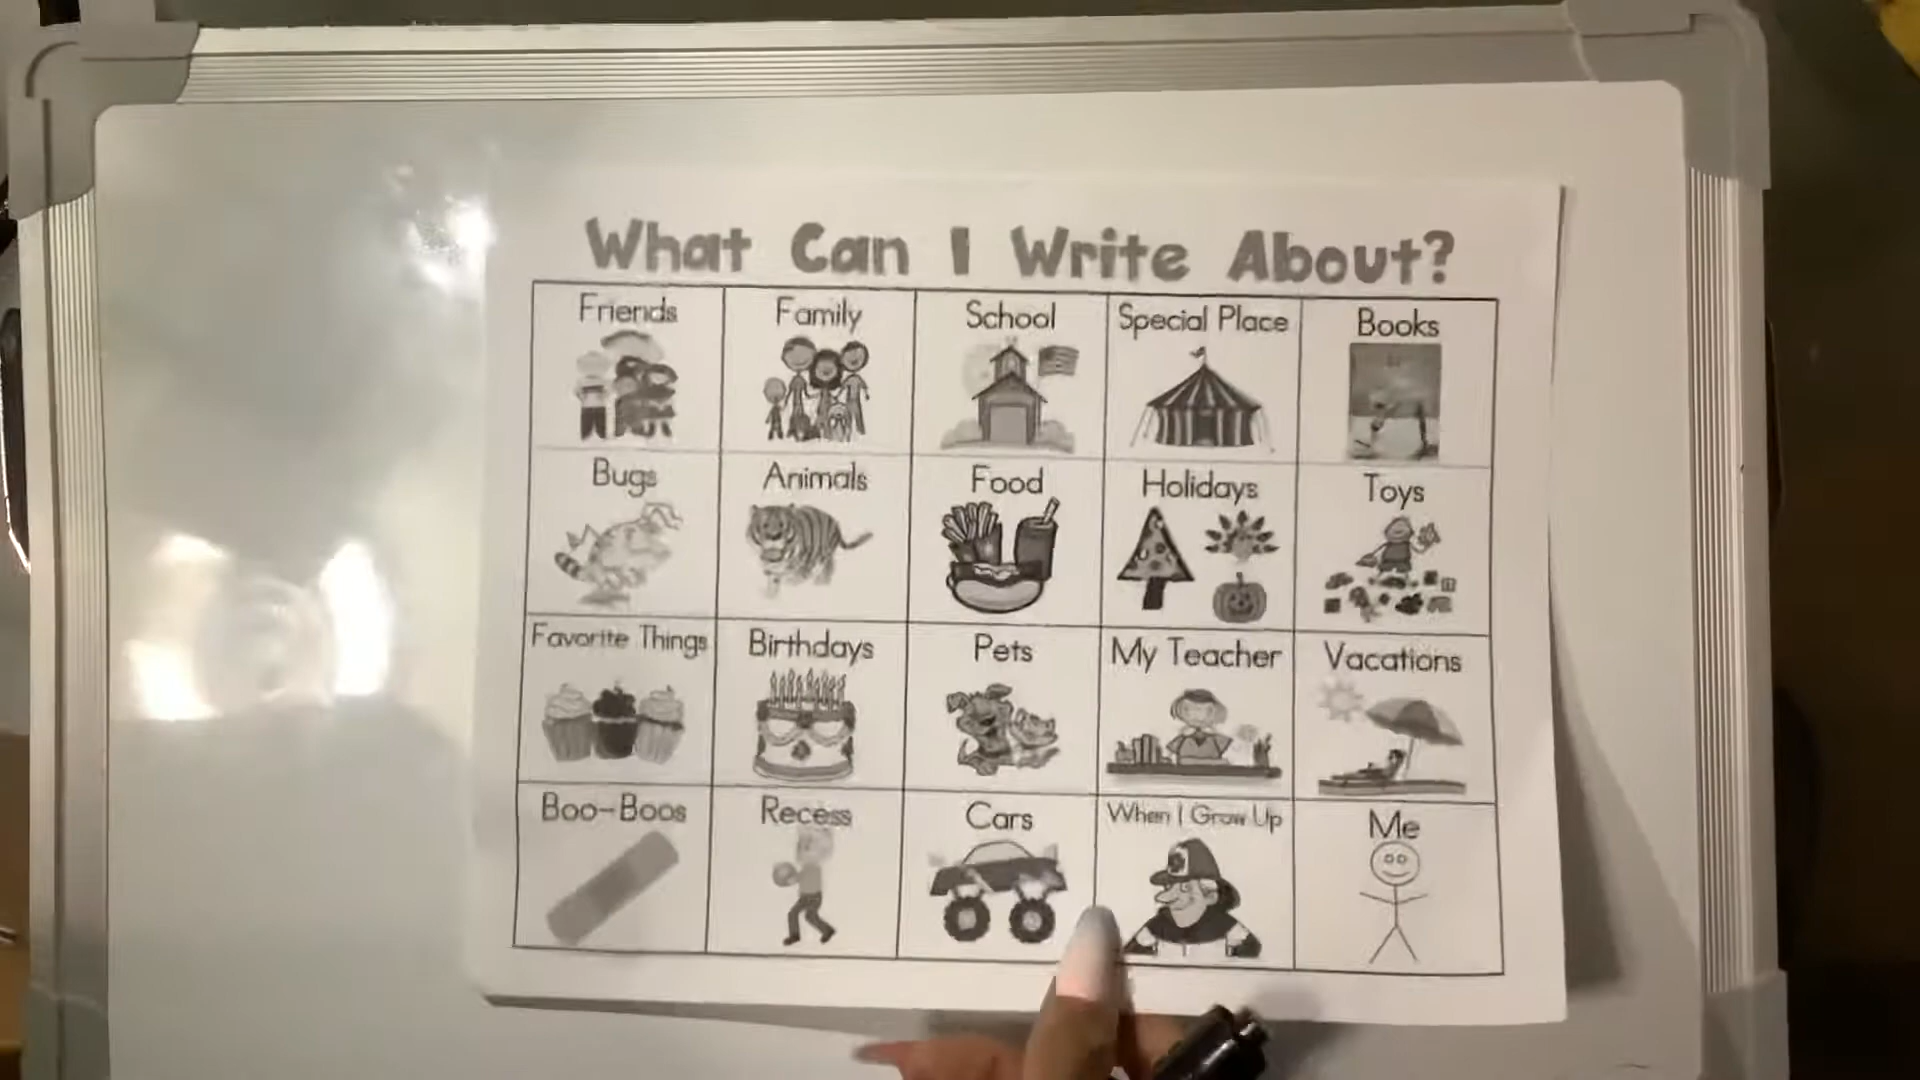 What Can I Write About?
Friends Family School Special Place Books
Bugs Animals Food Holidays Toys
Favorite Things Birthdays Pets My Teacher Vacations
Boo-Boos Recess Cars When I Grow Up Me